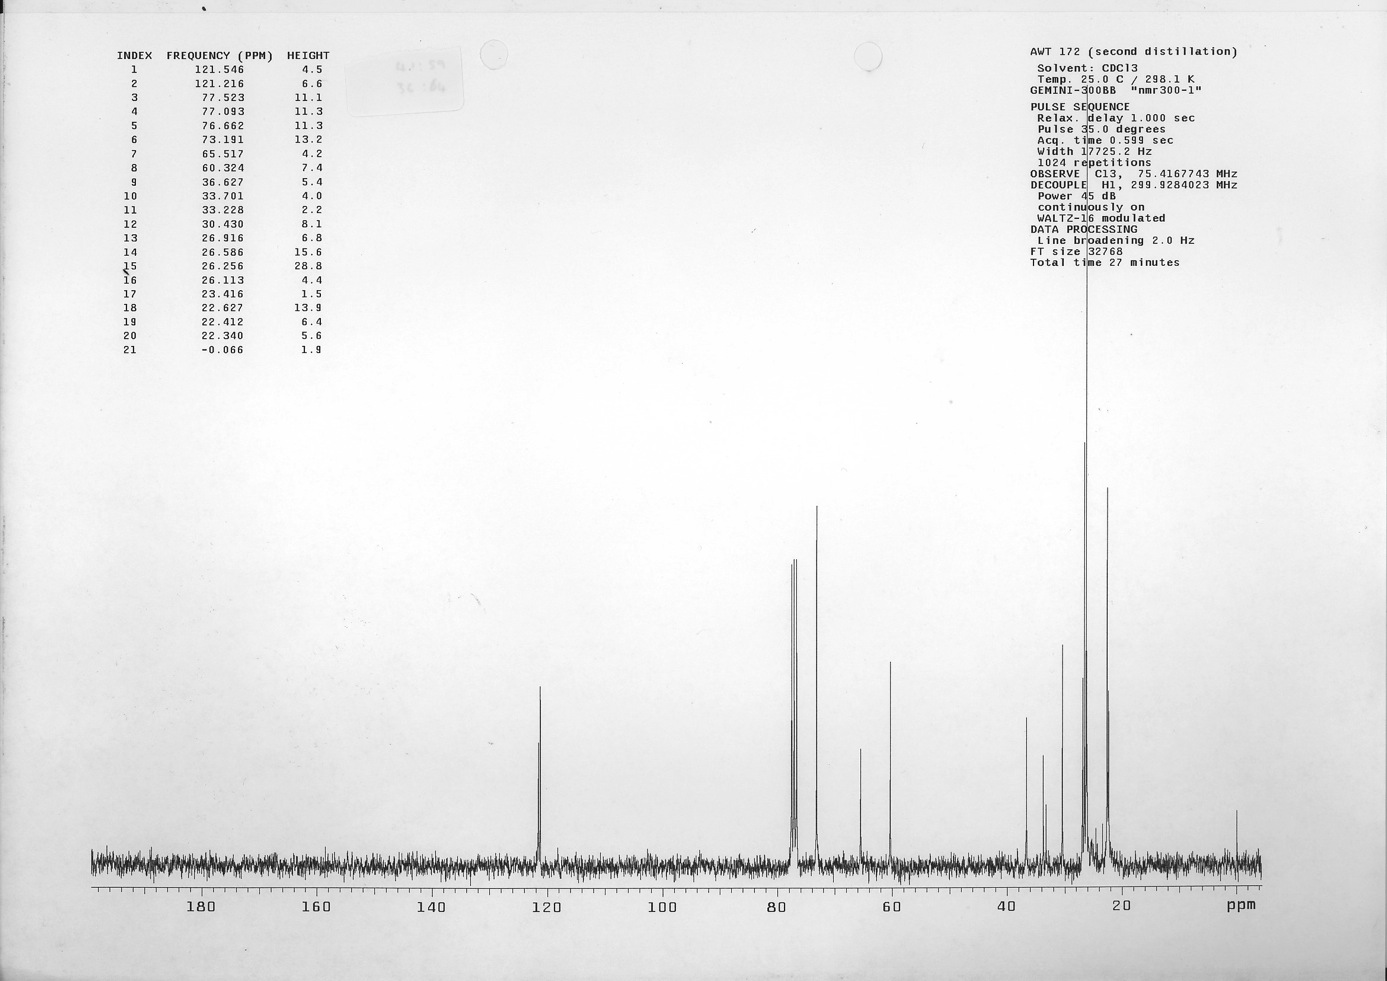 INDEX FREQUENCY (PPM) HEIGHT
1 121.546 4.5
2 121.216 6.6
3 77.523 11.1
4 77.093 11.3
5 76.662 11.3
6 73.191 13.2
7 65.517 4.2
8 60.324 7.4
9 36.627 5.4
10 33.701 4.0
11 33.228 2.2
12 30.430 8.1
13 26.916 6.8
14 26.586 15.6
15 26.256 28.8
16 26.113 4.4
17 23.416 1.5
18 22.627 13.9
19 22.412 6.4
20 22.340 5.6
21 -0.066 1.9
AWT 172 (second distillation)
Solvent: CDCl3
Temp. 25.0 C / 298.1 K
GEMINI-300BB "nmr300-1"
PULSE SEQUENCE
Relax. delay 1.000 sec
Pulse 35.0 degrees
Acq. time 0.599 sec
Width 17725.2 Hz
1024 repetitions
OBSERVE C13, 75.4167743 MHz
DECOUPLE H1, 299.9284023 MHz
Power 45 dB
continuously on
WALTZ-16 modulated
DATA PROCESSING
Line broadening 2.0 Hz
FT size 32768
Total time 27 minutes
180 160 140 120 100 80 60 40 20 ppm